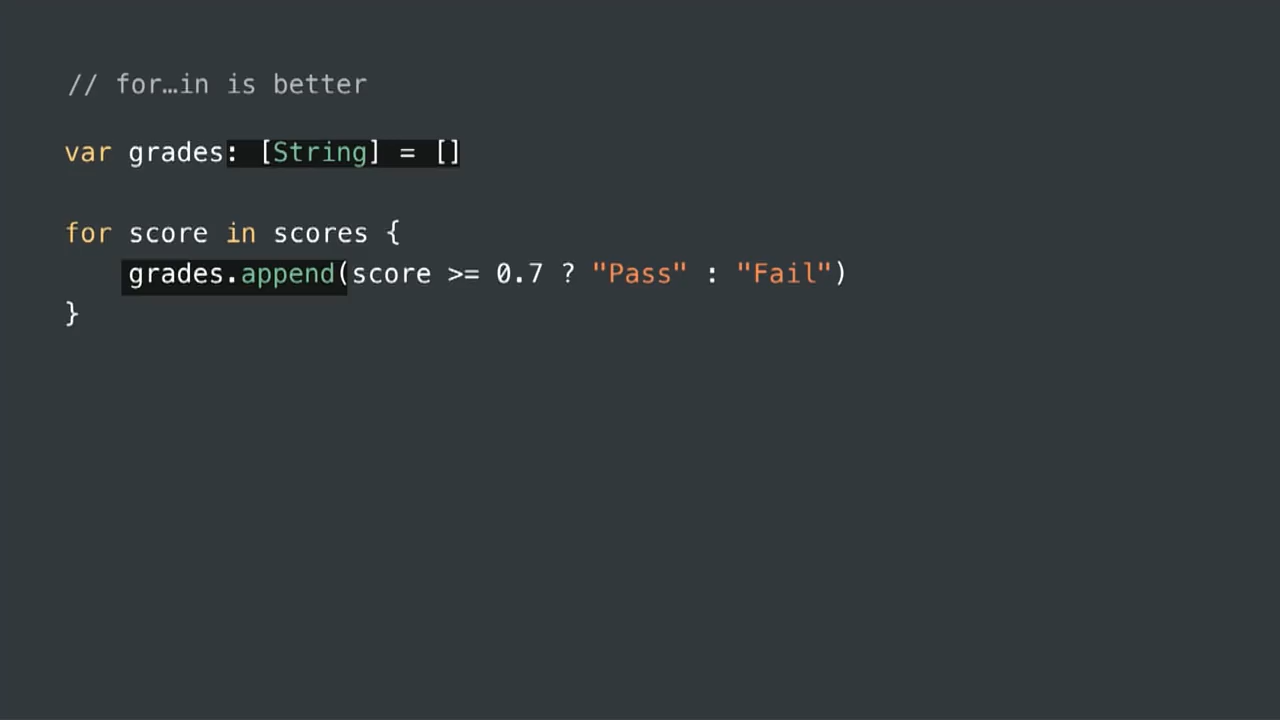 // for…in is better
var grades: [String] = []
for score in scores {
    grades.append(score >= 0.7 ? "Pass" : "Fail")
}